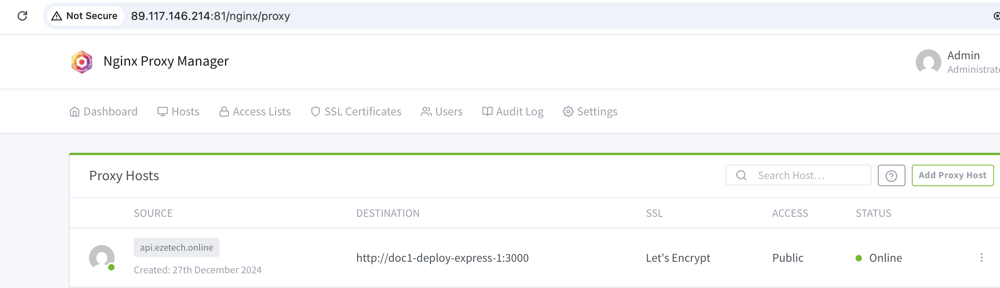 Not Secure 89.117.146.214:81/nginx/proxy
Nginx Proxy Manager
Admin
Administrato
Dashboard Hosts Access Lists SSL Certificates Users Audit Log Settings
Proxy Hosts Search Host... Add Proxy Host
SOURCE DESTINATION SSL ACCESS STATUS
api.ezetech.online
http://doc1-deploy-express-1:3000 Let's Encrypt Public Online
Created: 27th December 2024